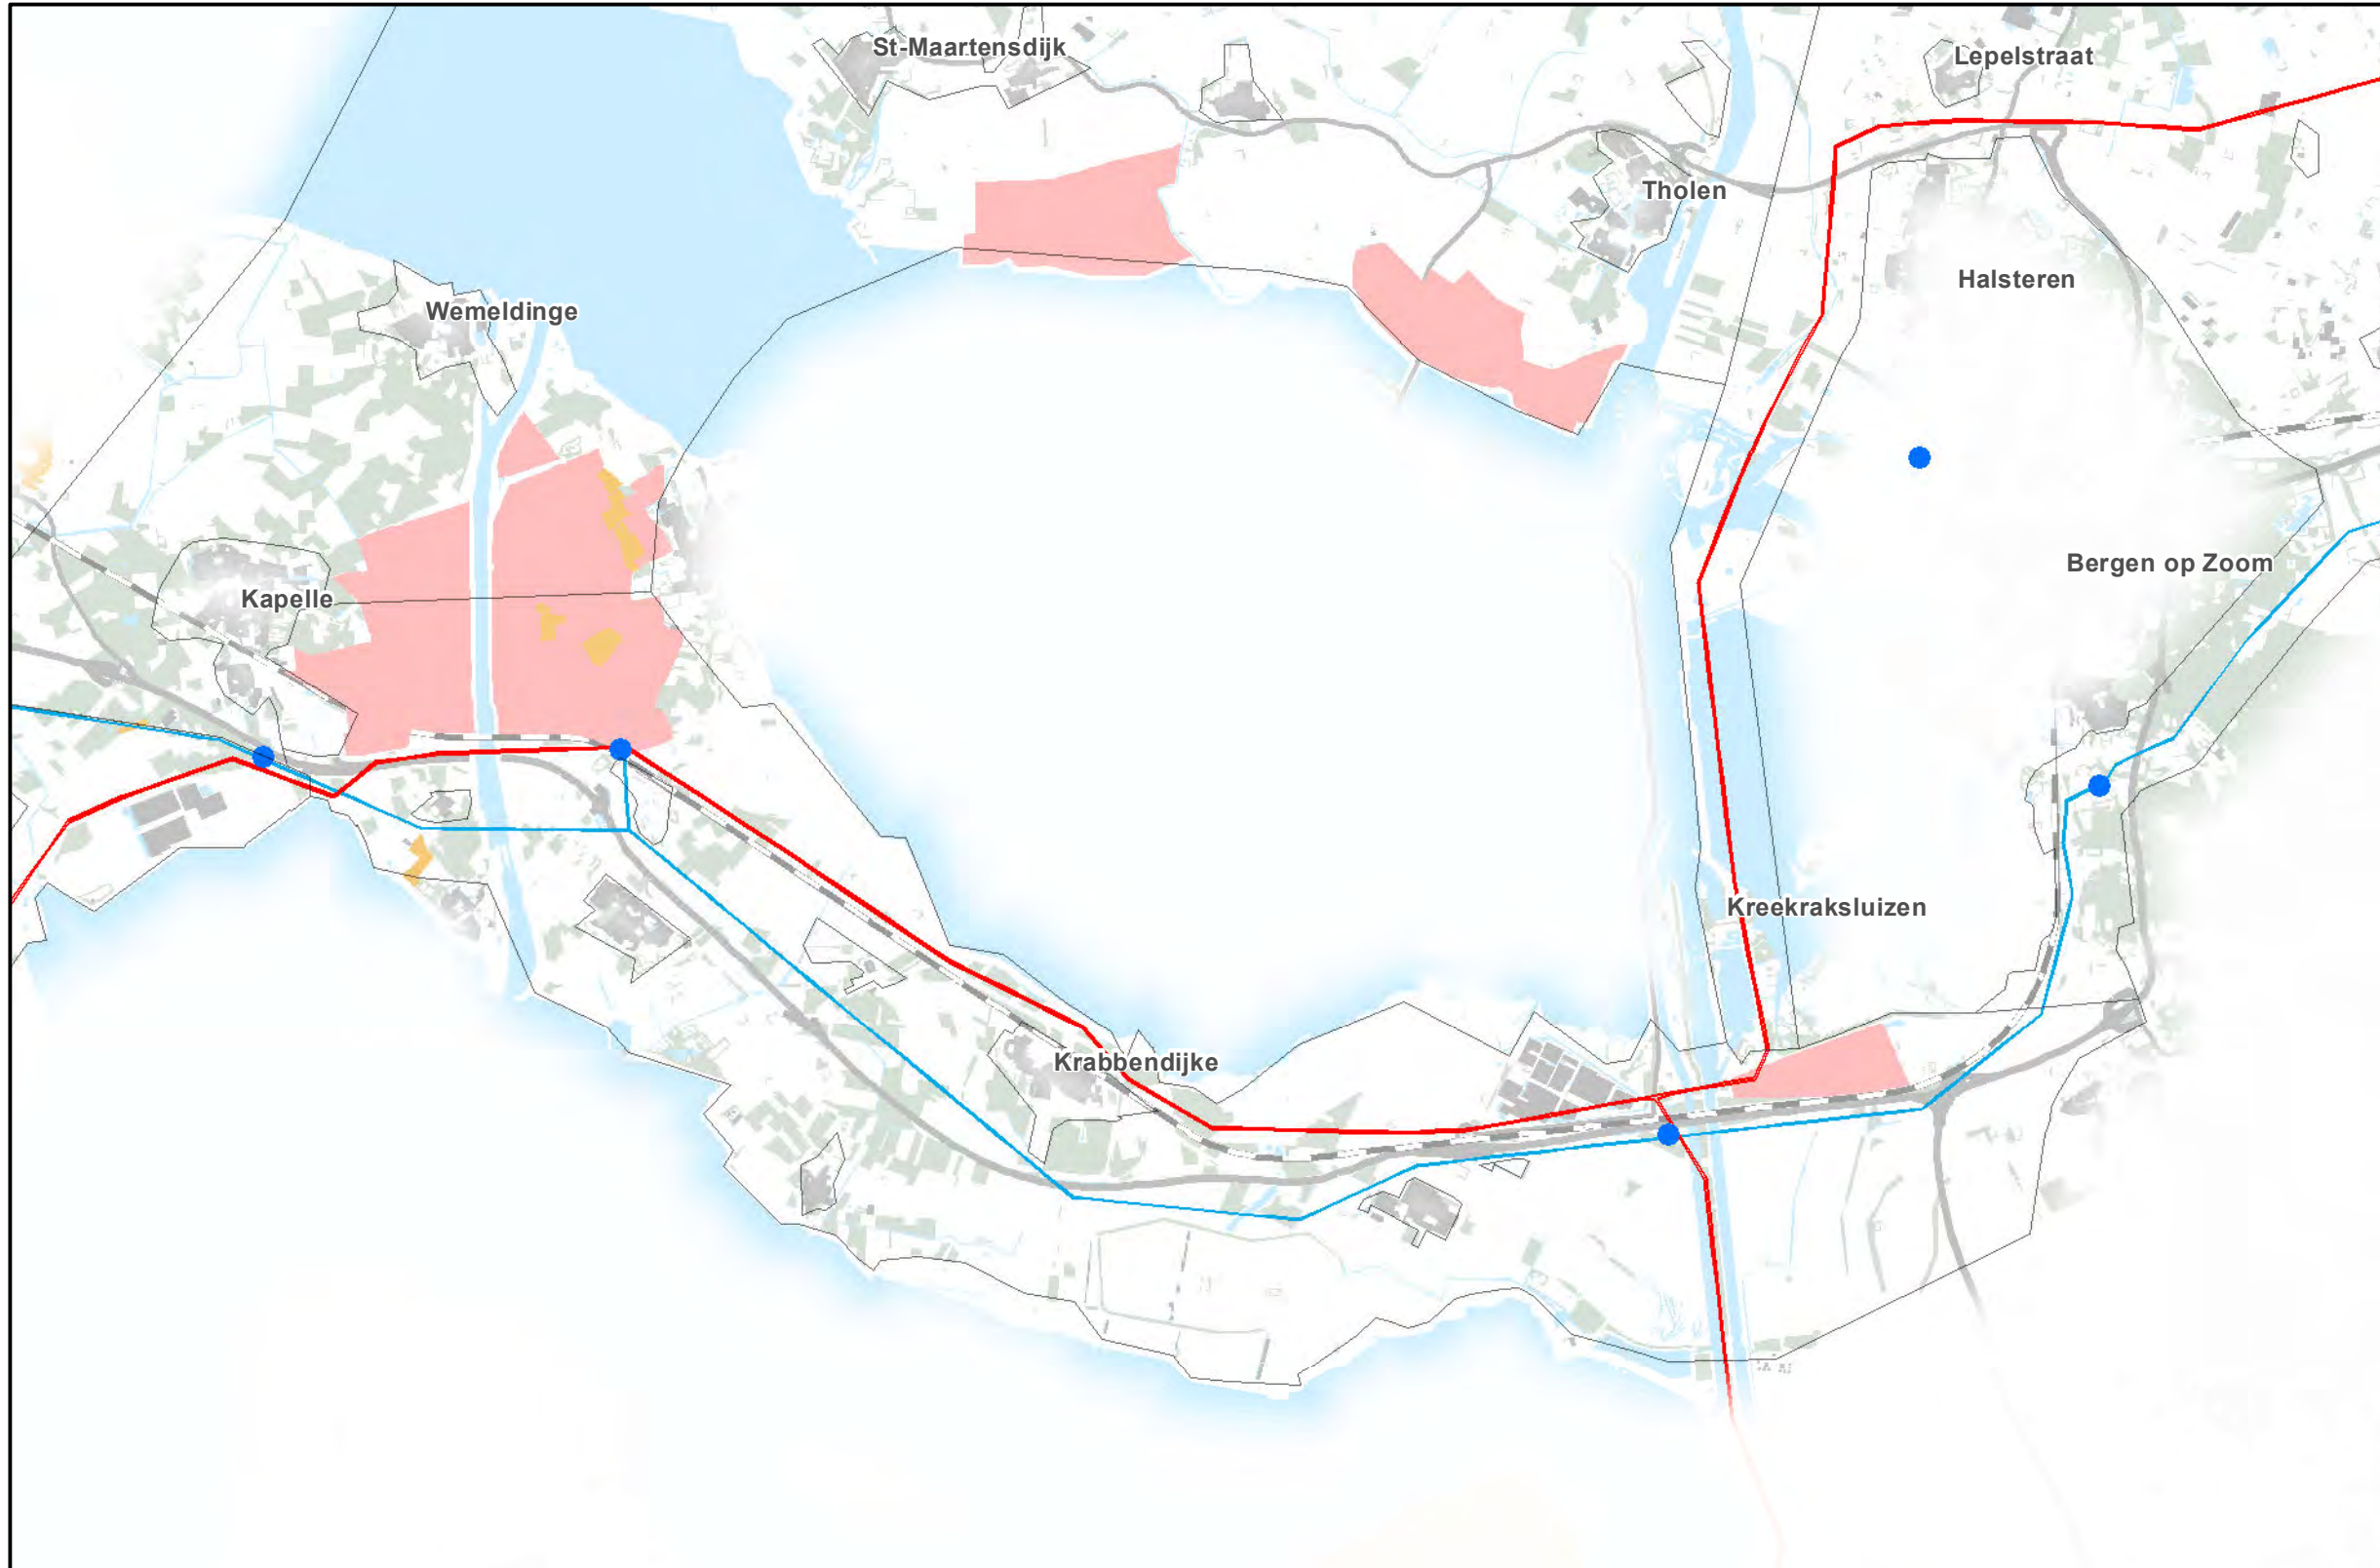 St-Maartensdijk
Lepelstraat
Tholen
Halsteren
Wemeldinge
Bergen op Zoom
Kapelle
Kreekraksluizen
Krabbendijke